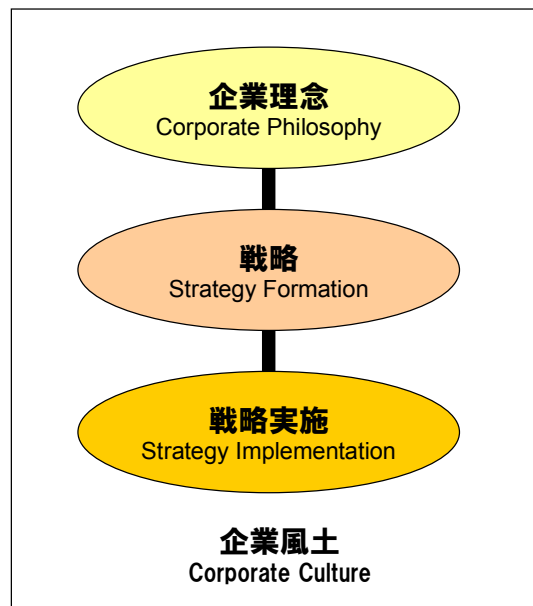 企業理念
Corporate Philosophy
戦略
Strategy Formation
戦略実施
Strategy Implementation
企業風土
Corporate Culture